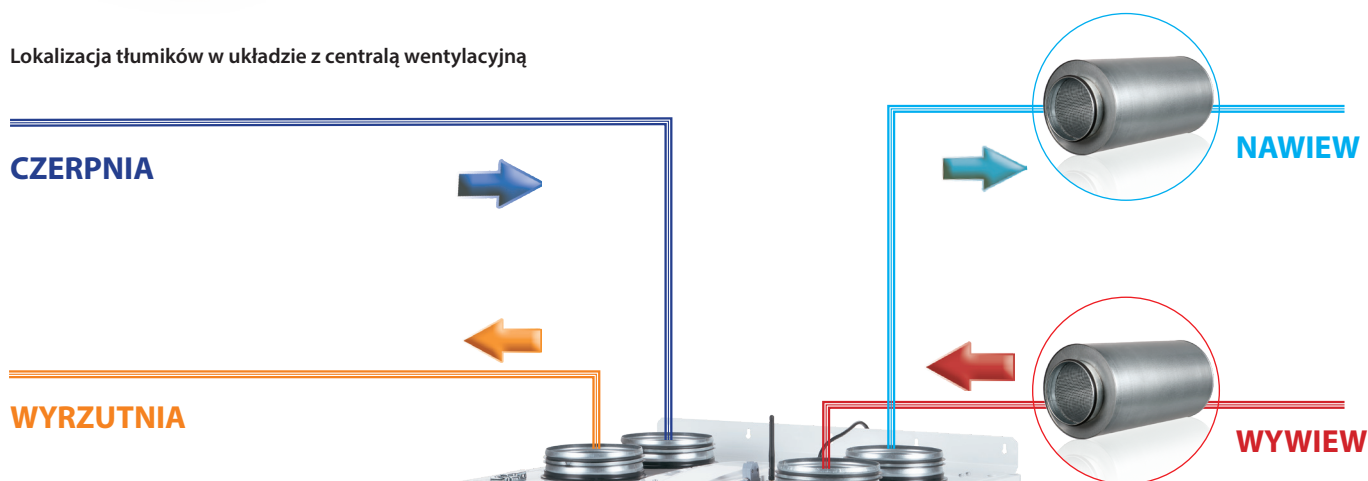 Lokalizacja tłumików w układzie z centralą wentylacyjną
CZERPNIA
NAWIEW
WYRZUTNIA
WYWIEW